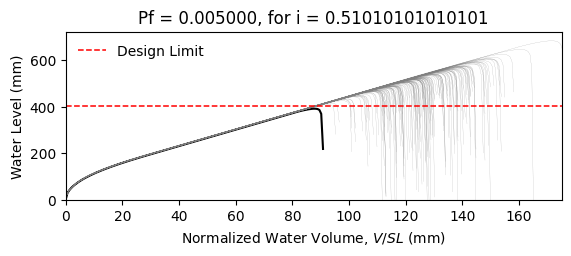 Pf = 0.005000, for i = 0.51010101010101
Water Level (mm)
600
400
200
0
Design Limit
0 20 40 60 80 100 120 140 160
Normalized Water Volume, V/SL (mm)